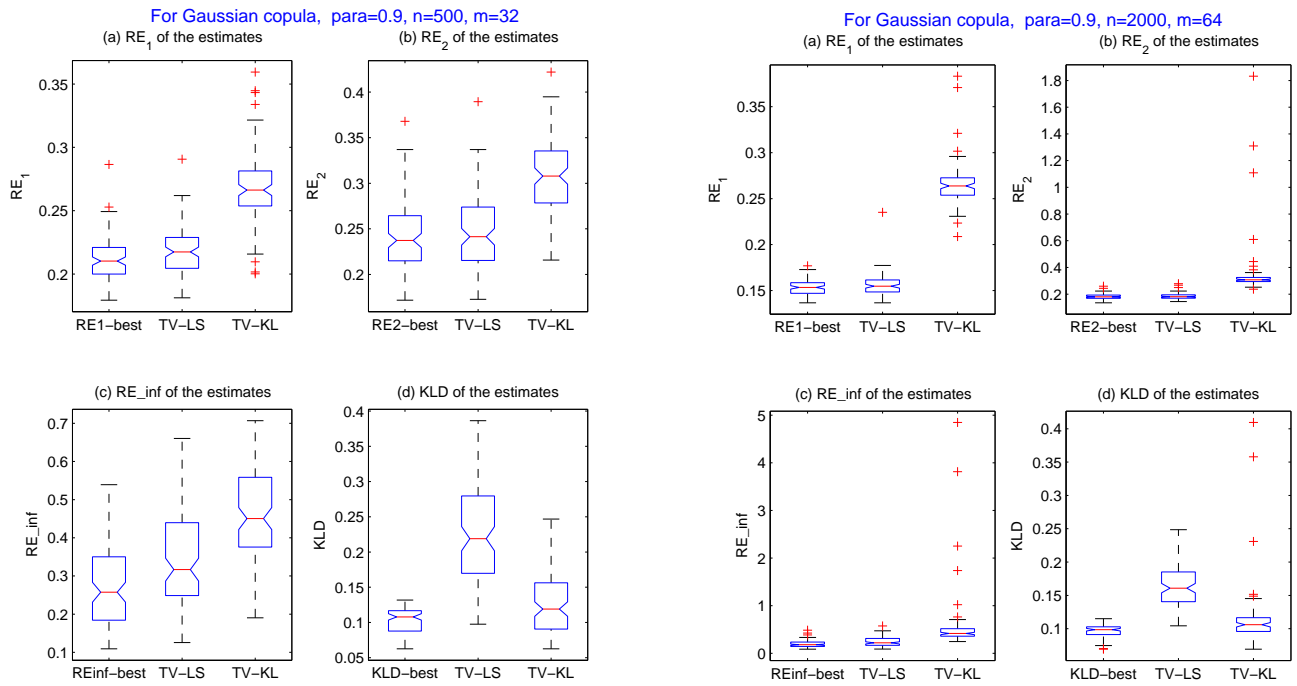 For Gaussian copula, para=0.9, n=500, m=32
(a) RE1 of the estimates
RE1
0.35
0.3
0.25
0.2
RE1−best TV−LS TV−KL
(b) RE2 of the estimates
RE2
0.4
0.35
0.3
0.25
0.2
RE2−best TV−LS TV−KL
(c) RE_inf of the estimates
RE_inf
0.7
0.6
0.5
0.4
0.3
0.2
0.1
REinf−best TV−LS TV−KL
(d) KLD of the estimates
KLD
0.4
0.35
0.3
0.25
0.2
0.15
0.1
0.05
KLD−best TV−LS TV−KL
For Gaussian copula, para=0.9, n=2000, m=64
(a) RE1 of the estimates
RE1
0.35
0.3
0.25
0.2
0.15
RE1−best TV−LS TV−KL
(b) RE2 of the estimates
RE2
1.8
1.6
1.4
1.2
1
0.8
0.6
0.4
0.2
RE2−best TV−LS TV−KL
(c) RE_inf of the estimates
RE_inf
5
4
3
2
1
0
REinf−best TV−LS TV−KL
(d) KLD of the estimates
KLD
0.4
0.35
0.3
0.25
0.2
0.15
0.1
KLD−best TV−LS TV−KL